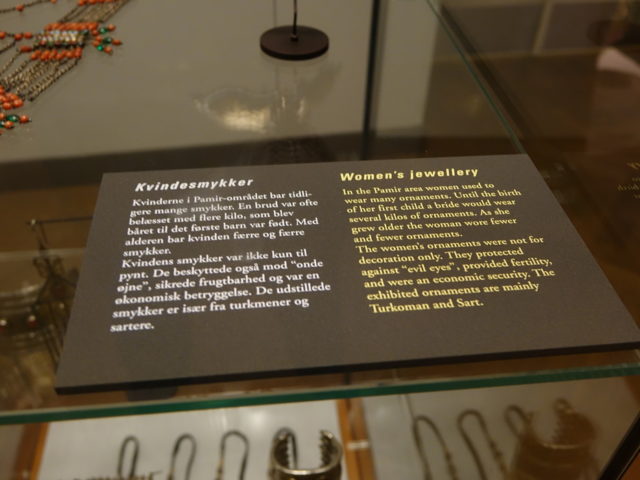 Kvindesmykker
Kvinderne i Pamir-området bar tidli-
gere mange smykker. En brud var ofte
belæsset med flere kilo, som blev
båret til det første barn var født. Med
alderen bar kvinden færre og færre
smykker.
Kvindens smykker var ikke kun til
pynt. De beskyttede også mod "onde
øjne", sikrede frugtbarhed og var en
økonomisk betryggelse. De udstillede
smykker er især fra turkmener og
sartere.
Women's jewellery
In the Pamir area women used to
wear many ornaments. Until the birth
of her first child a bride would wear
several kilos of ornaments. As she
grew older the woman wore fewer
and fewer ornaments.
The women's ornaments were not for
decoration only. They protected
against "evil eyes", provided fertility,
and were an economic security. The
exhibited ornaments are mainly
Turkoman and Sart.